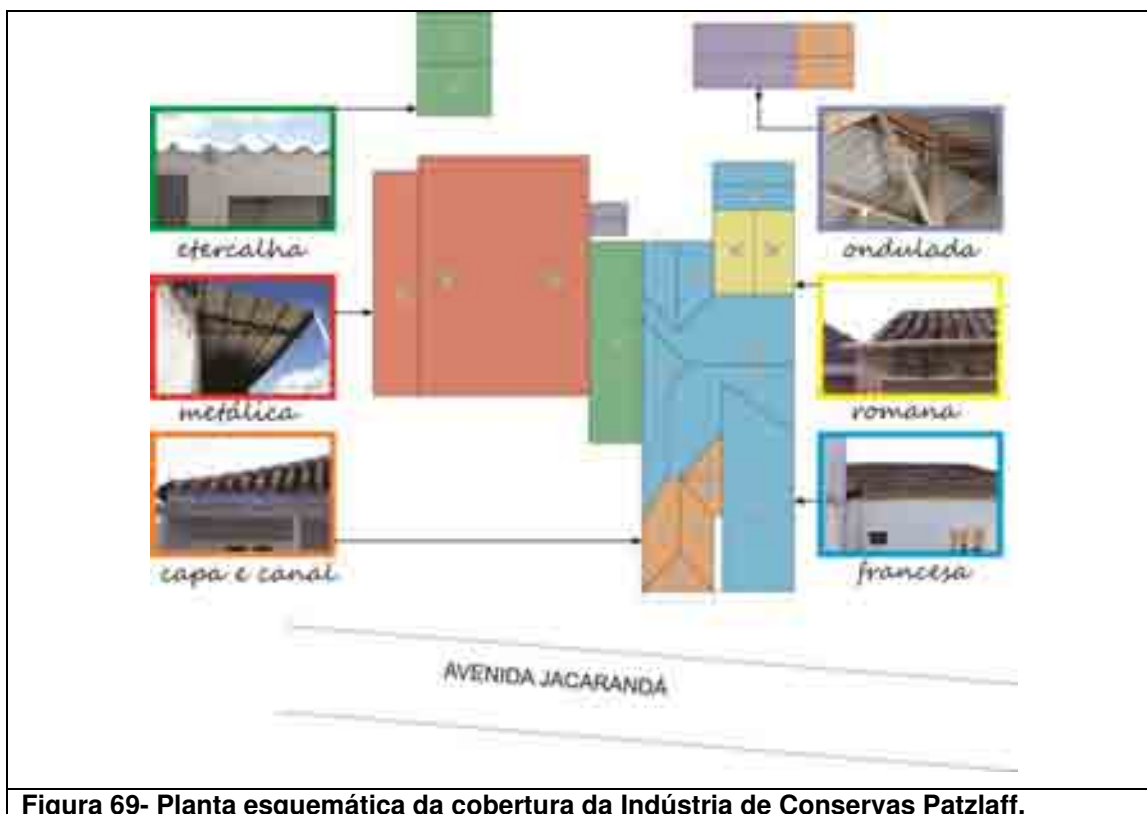 etercalha
ondulada
metálica
romana
capa e canal
francesa
AVENIDA JACARANDÁ
Figura 69- Planta esquemática da cobertura da Indústria de Conservas Patzlaff.